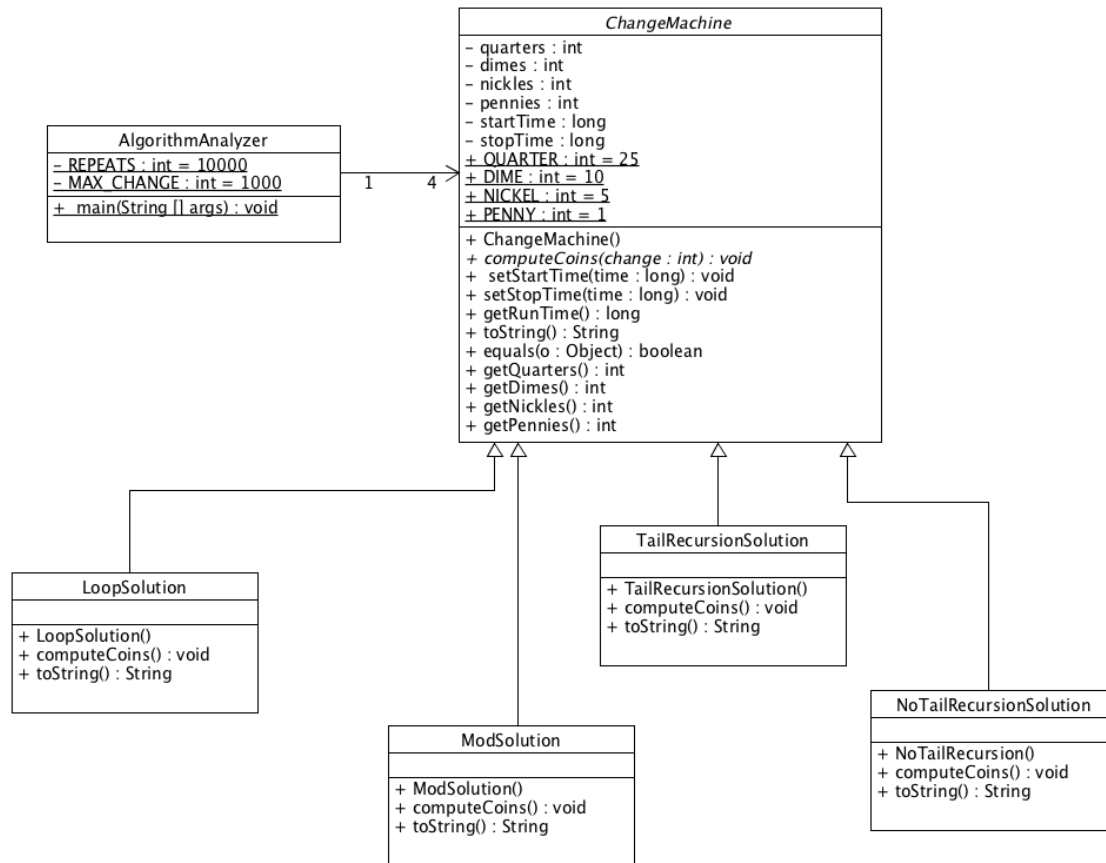 ChangeMachine
– quarters : int
– dimes : int
– nickles : int
– pennies : int
– startTime : long
– stopTime : long
+ QUARTER : int = 25
+ DIME : int = 10
+ NICKEL : int = 5
+ PENNY : int = 1
+ ChangeMachine()
+ computeCoins(change : int) : void
+ setStartTime(time : long) : void
+ setStopTime(time : long) : void
+ getRunTime() : long
+ toString() : String
+ equals(o : Object) : boolean
+ getQuarters() : int
+ getDimes() : int
+ getNickles() : int
+ getPennies() : int
AlgorithmAnalyzer
– REPEATS : int = 10000
– MAX_CHANGE : int = 1000
+ main(String [] args) : void
1
4
LoopSolution
+ LoopSolution()
+ computeCoins() : void
+ toString() : String
ModSolution
+ ModSolution()
+ computeCoins() : void
+ toString() : String
TailRecursionSolution
+ TailRecursionSolution()
+ computeCoins() : void
+ toString() : String
NoTailRecursionSolution
+ NoTailRecursion()
+ computeCoins() : void
+ toString() : String